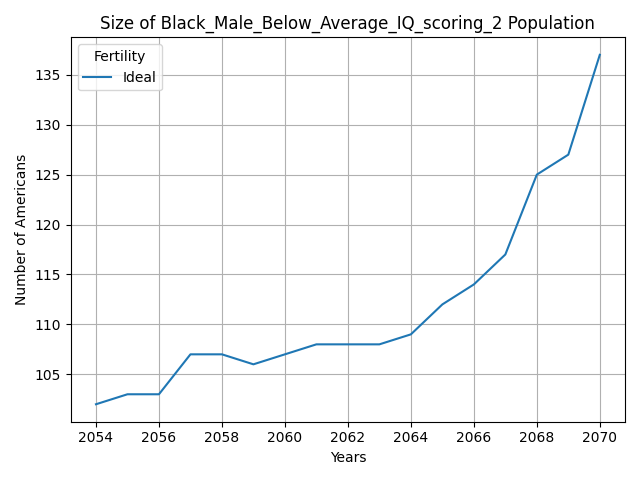 Size of Black_Male_Below_Average_IQ_scoring_2 Population
Fertility
Ideal
Number of Americans
135
130
125
120
115
110
105
2054 2056 2058 2060 2062 2064 2066 2068 2070
Years